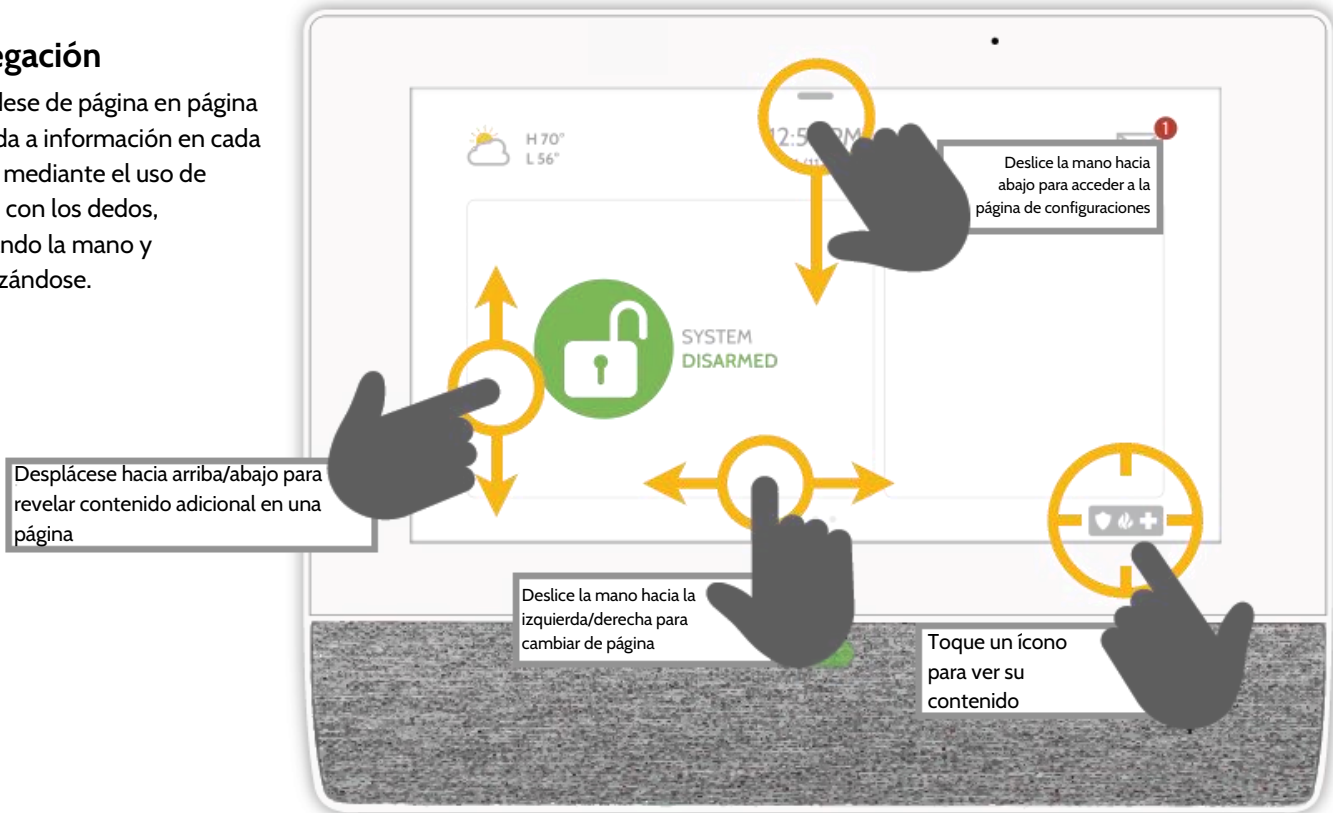 egación
dese de página en página
da a información en cada
mediante el uso de
con los dedos,
ndo la mano y
zándose.
H 70°
L 56°
PM
1
Deslice la mano hacia
abajo para acceder a la
página de configuraciones
SYSTEM
DISARMED
Desplácese hacia arriba/abajo para
revelar contenido adicional en una
página
Deslice la mano hacia la
izquierda/derecha para
cambiar de página
Toque un ícono
para ver su
contenido